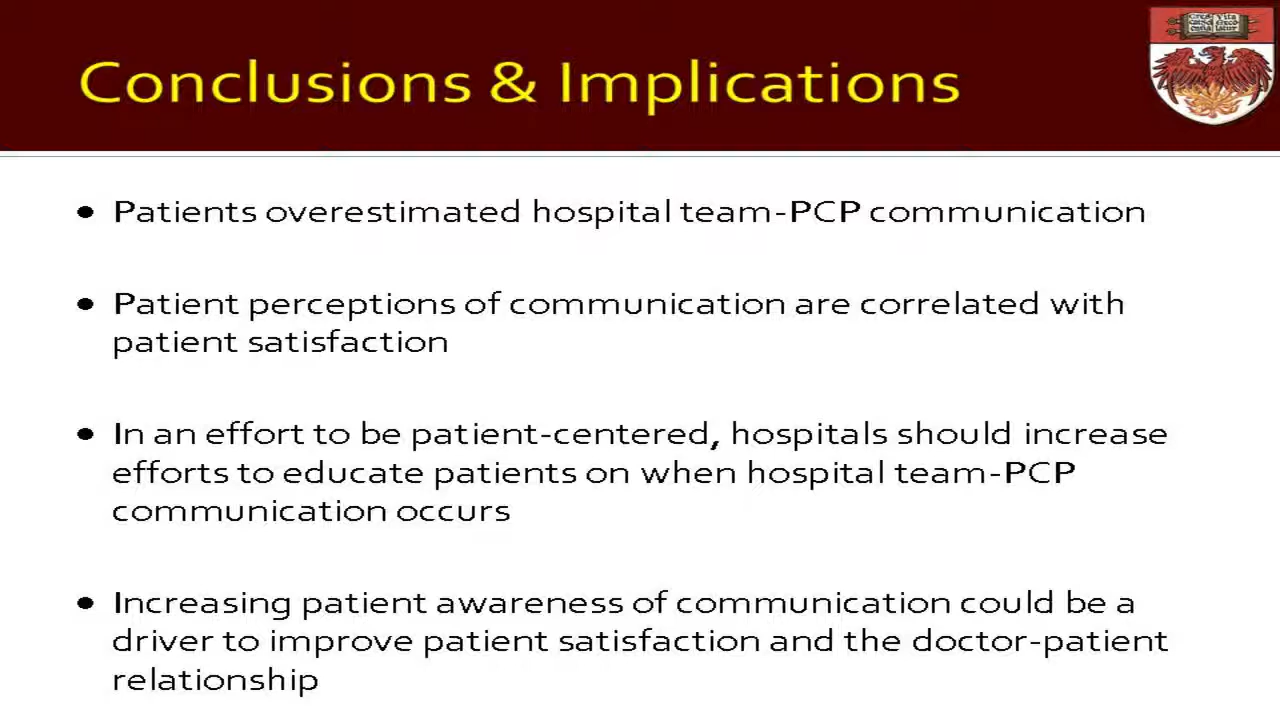 Conclusions & Implications
• Patients overestimated hospital team-PCP communication
• Patient perceptions of communication are correlated with
patient satisfaction
• In an effort to be patient-centered, hospitals should increase
efforts to educate patients on when hospital team-PCP
communication occurs
• Increasing patient awareness of communication could be a
driver to improve patient satisfaction and the doctor-patient
relationship